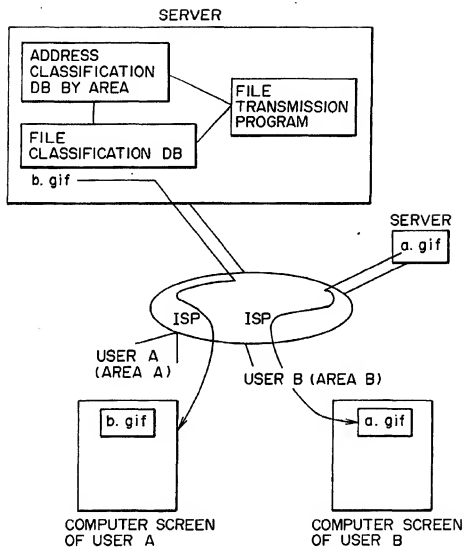 SERVER
ADDRESS
CLASSIFICATION
DB BY AREA
FILE
TRANSMISSION
PROGRAM
FILE
CLASSIFICATION DB
b. gif
SERVER
a. gif
ISP
ISP
USER A
(AREA A)
USER B (AREA B)
b. gif
a. gif
COMPUTER SCREEN
OF USER A
COMPUTER SCREEN
OF USER B